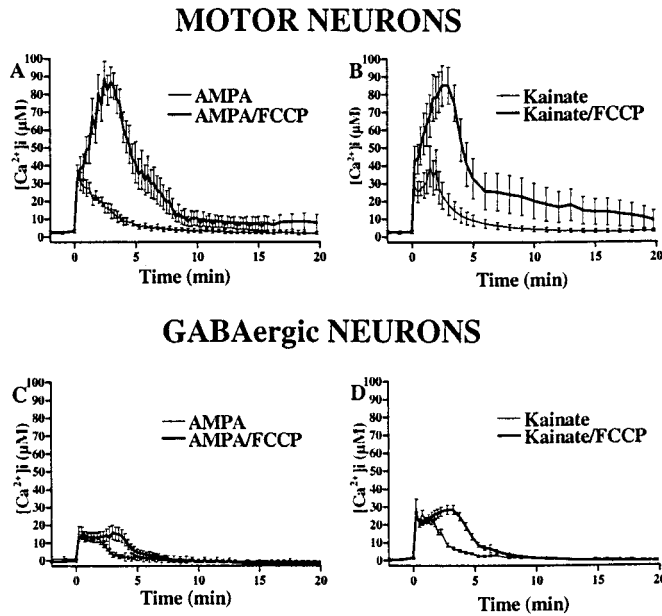 MOTOR NEURONS
A
AMPA
AMPA/FCCP
[Ca²⁺]i (µM)
100
90
80
70
60
50
40
30
20
10
0
0 5 10 15 20
Time (min)
B
Kainate
Kainate/FCCP
[Ca²⁺]i (µM)
100
90
80
70
60
50
40
30
20
10
0
0 5 10 15 20
Time (min)
GABAergic NEURONS
C
AMPA
AMPA/FCCP
[Ca²⁺]i (µM)
100
90
80
70
60
50
40
30
20
10
0
0 5 10 15 20
Time (min)
D
Kainate
Kainate/FCCP
[Ca²⁺]i (µM)
100
90
80
70
60
50
40
30
20
10
0
0 5 10 15 20
Time (min)